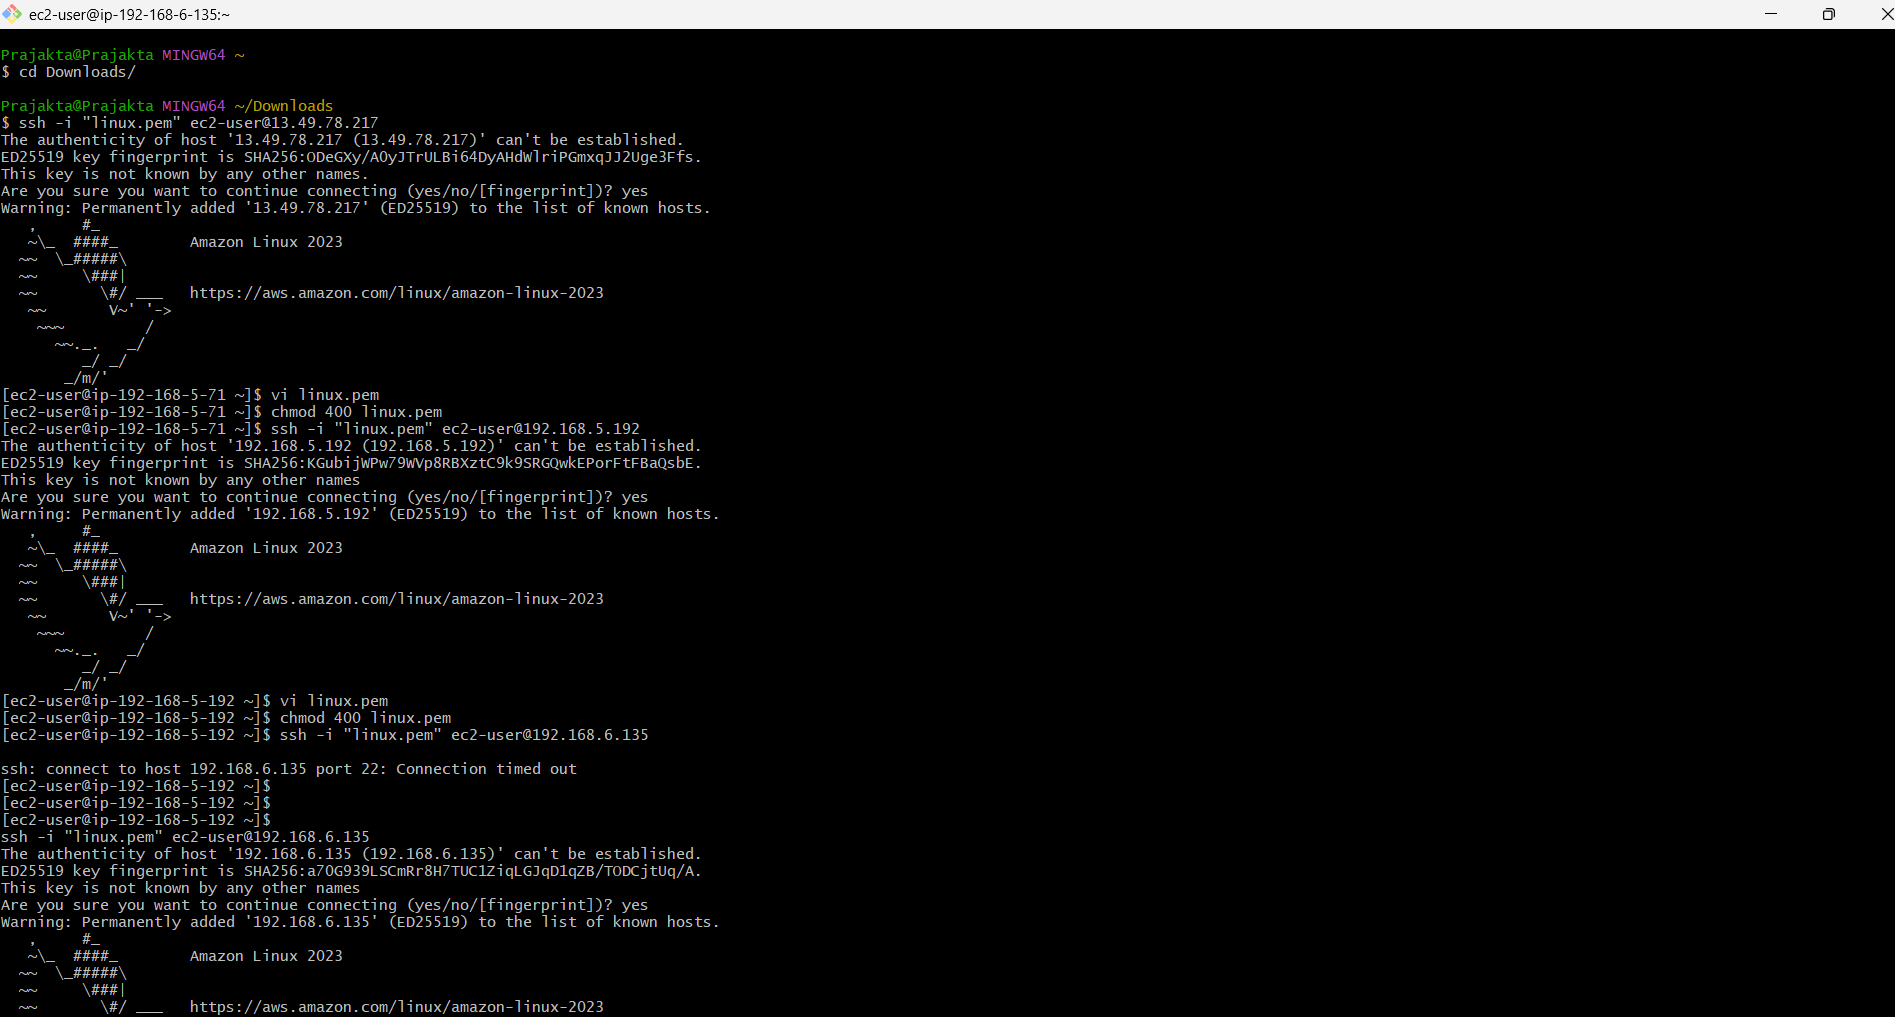 ec2-user@ip-192-168-6-135:~
Prajakta@Prajakta MINGW64 ~
$ cd Downloads/
Prajakta@Prajakta MINGW64 ~/Downloads
$ ssh -i "linux.pem" ec2-user@13.49.78.217
The authenticity of host '13.49.78.217 (13.49.78.217)' can't be established.
ED25519 key fingerprint is SHA256:ODeGXy/AOyJTrULBi64DyAHdWlriPGmxqJJ2Uge3Ffs.
This key is not known by any other names.
Are you sure you want to continue connecting (yes/no/[fingerprint])? yes
Warning: Permanently added '13.49.78.217' (ED25519) to the list of known hosts.
   ,     #_
   ~\_  ####_        Amazon Linux 2023
  ~~  \_#####\
  ~~     \###|
  ~~       \#/ ___   https://aws.amazon.com/linux/amazon-linux-2023
   ~~       V~' '->
    ~~~         /
      ~~._.   _/
         _/ _/
       _/m/'
[ec2-user@ip-192-168-5-71 ~]$ vi linux.pem
[ec2-user@ip-192-168-5-71 ~]$ chmod 400 linux.pem
[ec2-user@ip-192-168-5-71 ~]$ ssh -i "linux.pem" ec2-user@192.168.5.192
The authenticity of host '192.168.5.192 (192.168.5.192)' can't be established.
ED25519 key fingerprint is SHA256:KGubijWPw79WVp8RBXztC9k9SRGQwkEPorFtFBaQsbE.
This key is not known by any other names
Are you sure you want to continue connecting (yes/no/[fingerprint])? yes
Warning: Permanently added '192.168.5.192' (ED25519) to the list of known hosts.
   ,     #_
   ~\_  ####_        Amazon Linux 2023
  ~~  \_#####\
  ~~     \###|
  ~~       \#/ ___   https://aws.amazon.com/linux/amazon-linux-2023
   ~~       V~' '->
    ~~~         /
      ~~._.   _/
         _/ _/
       _/m/'
[ec2-user@ip-192-168-5-192 ~]$ vi linux.pem
[ec2-user@ip-192-168-5-192 ~]$ chmod 400 linux.pem
[ec2-user@ip-192-168-5-192 ~]$ ssh -i "linux.pem" ec2-user@192.168.6.135
ssh: connect to host 192.168.6.135 port 22: Connection timed out
[ec2-user@ip-192-168-5-192 ~]$
[ec2-user@ip-192-168-5-192 ~]$
[ec2-user@ip-192-168-5-192 ~]$
ssh -i "linux.pem" ec2-user@192.168.6.135
The authenticity of host '192.168.6.135 (192.168.6.135)' can't be established.
ED25519 key fingerprint is SHA256:a70G939LSCmRr8H7TUC1ZiqLGJqD1qZB/TODCjtUq/A.
This key is not known by any other names
Are you sure you want to continue connecting (yes/no/[fingerprint])? yes
Warning: Permanently added '192.168.6.135' (ED25519) to the list of known hosts.
   ,     #_
   ~\_  ####_        Amazon Linux 2023
  ~~  \_#####\
  ~~     \###|
  ~~       \#/ ___   https://aws.amazon.com/linux/amazon-linux-2023